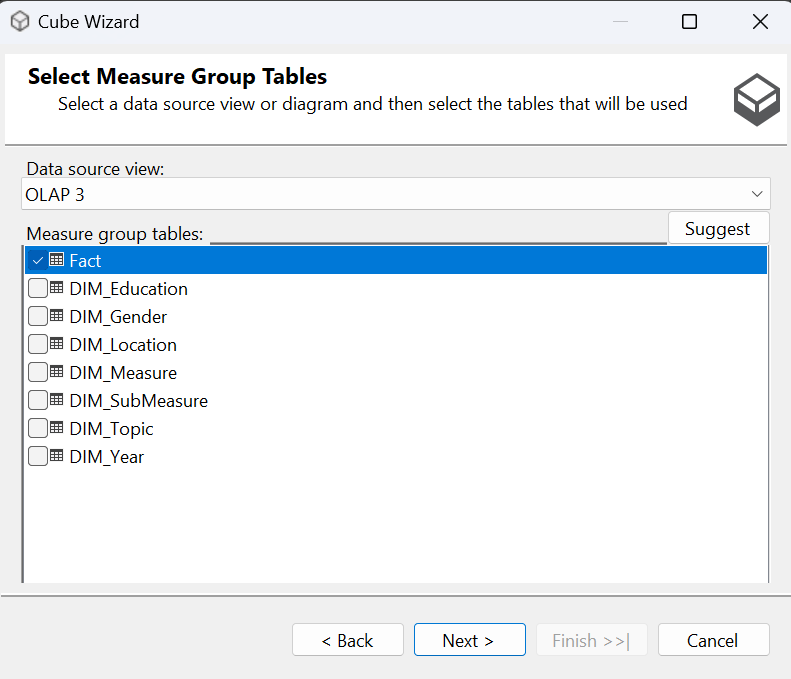 Cube Wizard
Select Measure Group Tables
Select a data source view or diagram and then select the tables that will be used
Data source view:
OLAP 3
Measure group tables:
Suggest
Fact
DIM_Education
DIM_Gender
DIM_Location
DIM_Measure
DIM_SubMeasure
DIM_Topic
DIM_Year
< Back
Next >
Finish >>|
Cancel